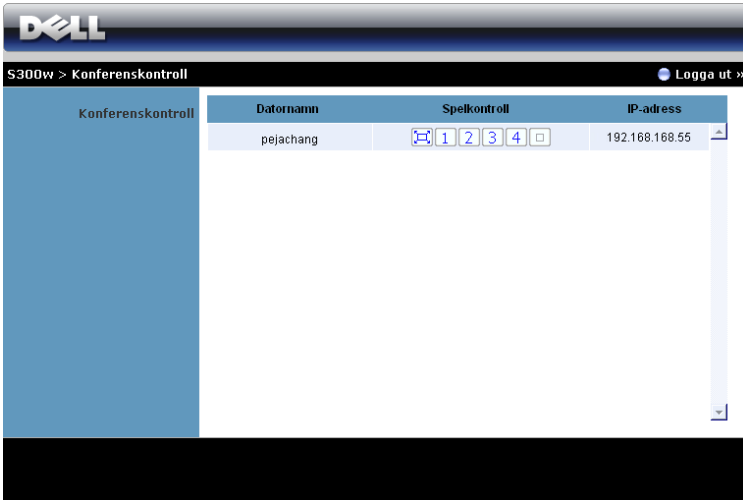 DELL
S300w > Konferenskontroll
Logga ut »
Konferenskontroll
Datornamn Spelkontroll IP-adress
pejachang 1 2 3 4 192.168.168.55